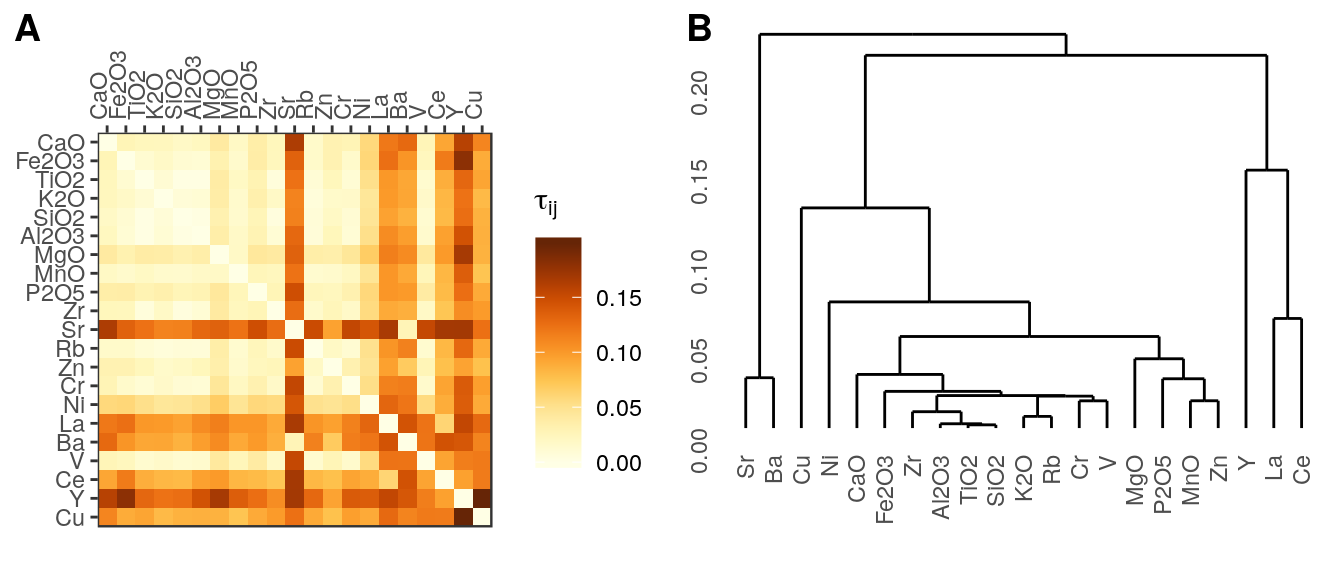 A
CaO
Fe2O3
TiO2
K2O
SiO2
Al2O3
MgO
MnO
P2O5
Zr
Sr
Rb
Zn
Cr
Ni
La
Ba
V
Ce
Y
Cu
CaO
Fe2O3
TiO2
K2O
SiO2
Al2O3
MgO
MnO
P2O5
Zr
Sr
Rb
Zn
Cr
Ni
La
Ba
V
Ce
Y
Cu
τij
0.15
0.10
0.05
0.00
B
0.20
0.15
0.10
0.05
0.00
Sr
Ba
Cu
Ni
CaO
Fe2O3
Zr
Al2O3
TiO2
SiO2
K2O
Rb
Cr
V
MgO
P2O5
MnO
Zn
Y
La
Ce